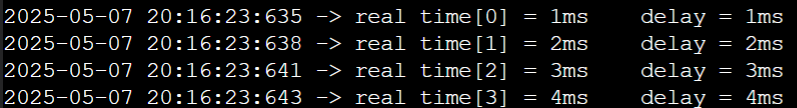 2025-05-07 20:16:23:635 -> real time[0] = 1ms    delay = 1ms
2025-05-07 20:16:23:638 -> real time[1] = 2ms    delay = 2ms
2025-05-07 20:16:23:641 -> real time[2] = 3ms    delay = 3ms
2025-05-07 20:16:23:643 -> real time[3] = 4ms    delay = 4ms